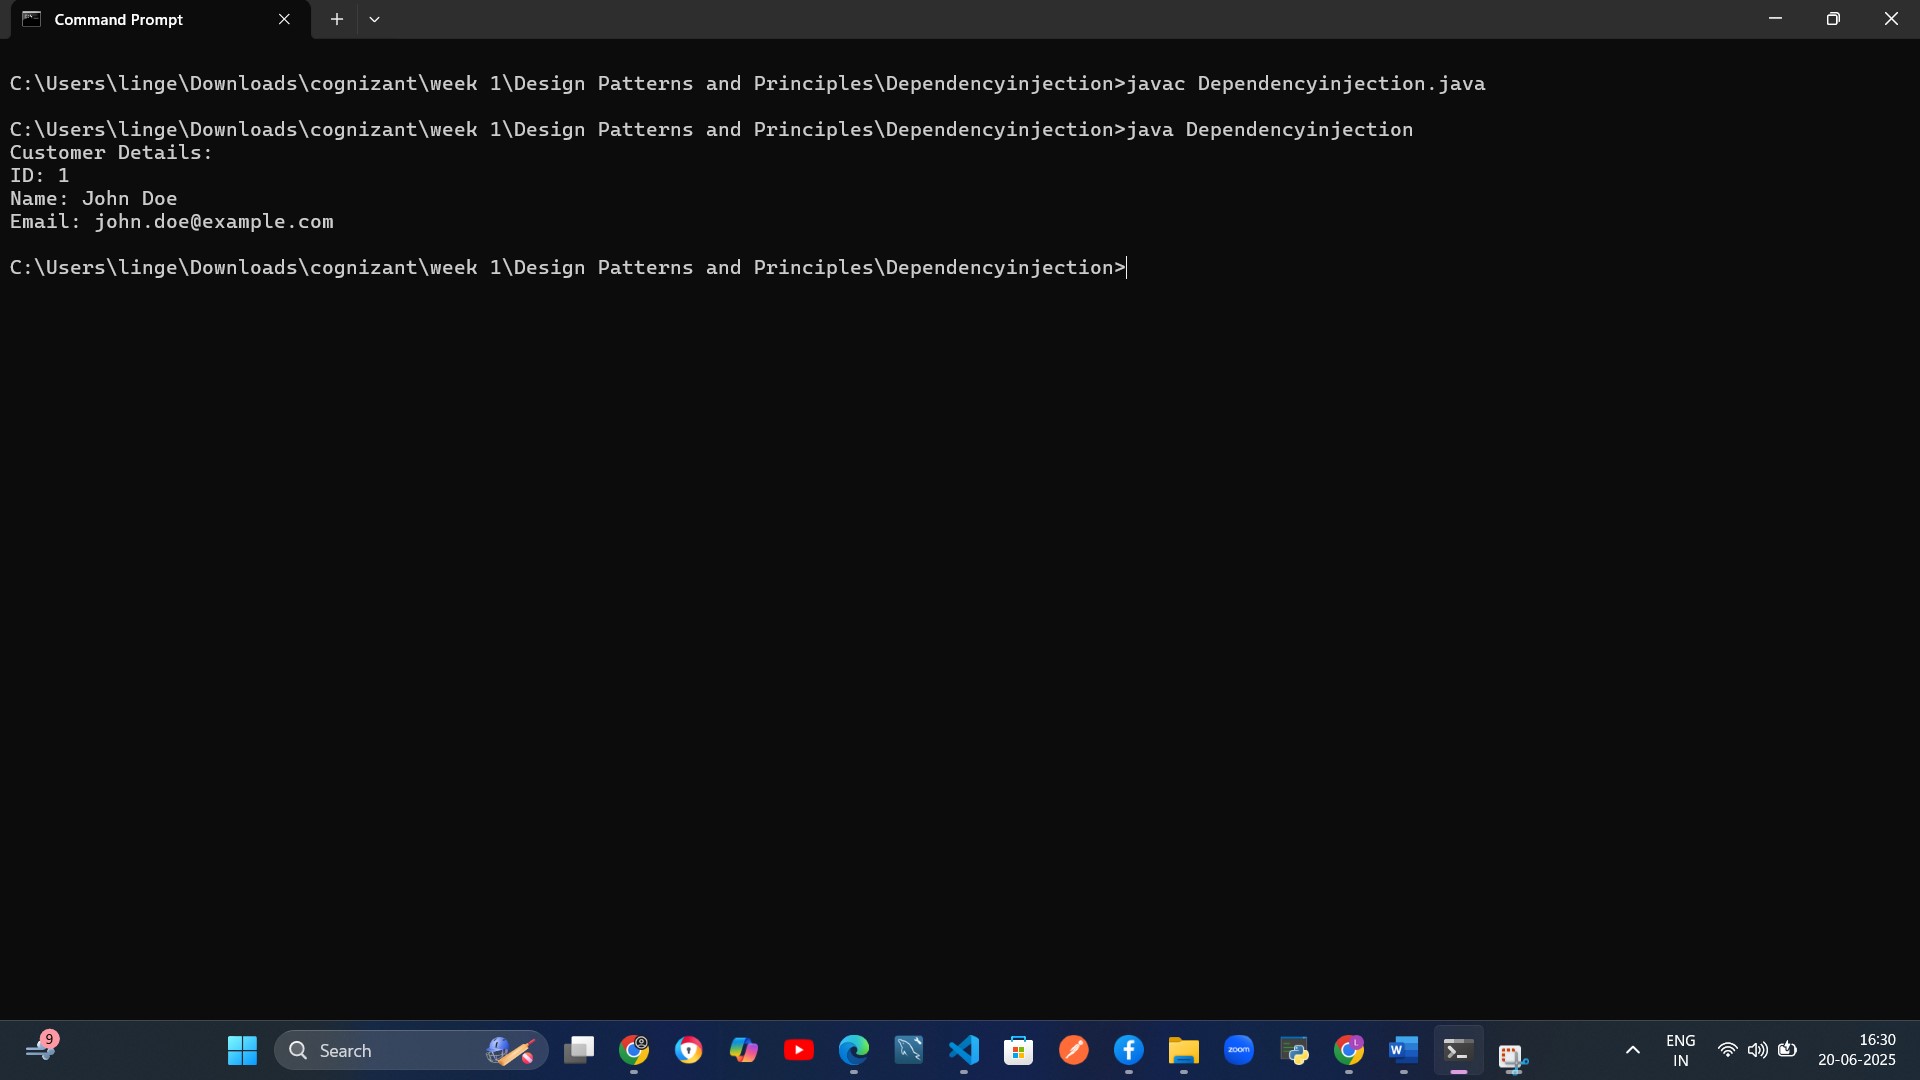 Command Prompt
C:\Users\linge\Downloads\cognizant\week 1\Design Patterns and Principles\Dependencyinjection>javac Dependencyinjection.java
C:\Users\linge\Downloads\cognizant\week 1\Design Patterns and Principles\Dependencyinjection>java Dependencyinjection
Customer Details:
ID: 1
Name: John Doe
Email: john.doe@example.com
C:\Users\linge\Downloads\cognizant\week 1\Design Patterns and Principles\Dependencyinjection>
9
Search
zoom
L
W
ENG
IN
16:30
20-06-2025